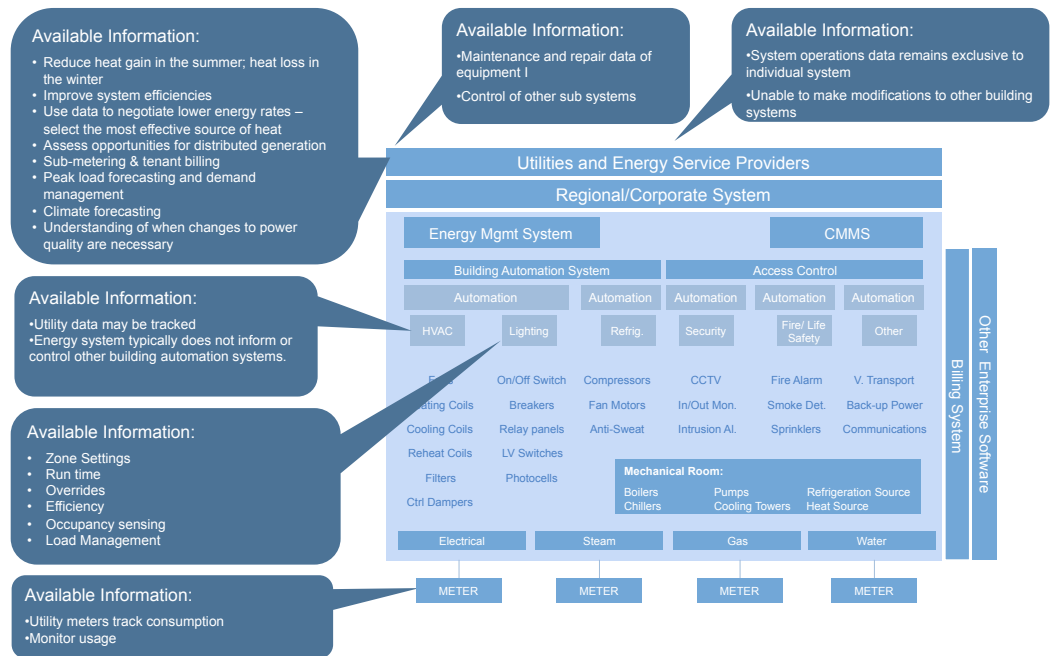 Available Information:
• Reduce heat gain in the summer; heat loss in
the winter
• Improve system efficiencies
• Use data to negotiate lower energy rates –
select the most effective source of heat
• Assess opportunities for distributed generation
• Sub-metering & tenant billing
• Peak load forecasting and demand
management
• Climate forecasting
• Understanding of when changes to power
quality are necessary
Available Information:
•Maintenance and repair data of
equipment I
•Control of other sub systems
Available Information:
•System operations data remains exclusive to
individual system
•Unable to make modifications to other building
systems
Available Information:
•Utility data may be tracked
•Energy system typically does not inform or
control other building automation systems.
Available Information:
• Zone Settings
• Run time
• Overrides
• Efficiency
• Occupancy sensing
• Load Management
Available Information:
•Utility meters track consumption
•Monitor usage
Utilities and Energy Service Providers
Regional/Corporate System
Energy Mgmt System
CMMS
Building Automation System
Access Control
Automation
Automation
Automation
Automation
Automation
HVAC
Lighting
Refrig.
Security
Fire/ Life
Safety
Other
On/Off Switch
Compressors
CCTV
Fire Alarm
V. Transport
Coils
Breakers
Fan Motors
In/Out Mon.
Smoke Det.
Back-up Power
Cooling Coils
Relay panels
Anti-Sweat
Intrusion Al.
Sprinklers
Communications
Reheat Coils
LV Switches
Filters
Photocells
Ctrl Dampers
Mechanical Room:
Boilers
Pumps
Refrigeration Source
Chillers
Cooling Towers
Heat Source
Electrical
Steam
Gas
Water
METER
METER
METER
METER
Billing System
Other Enterprise Software